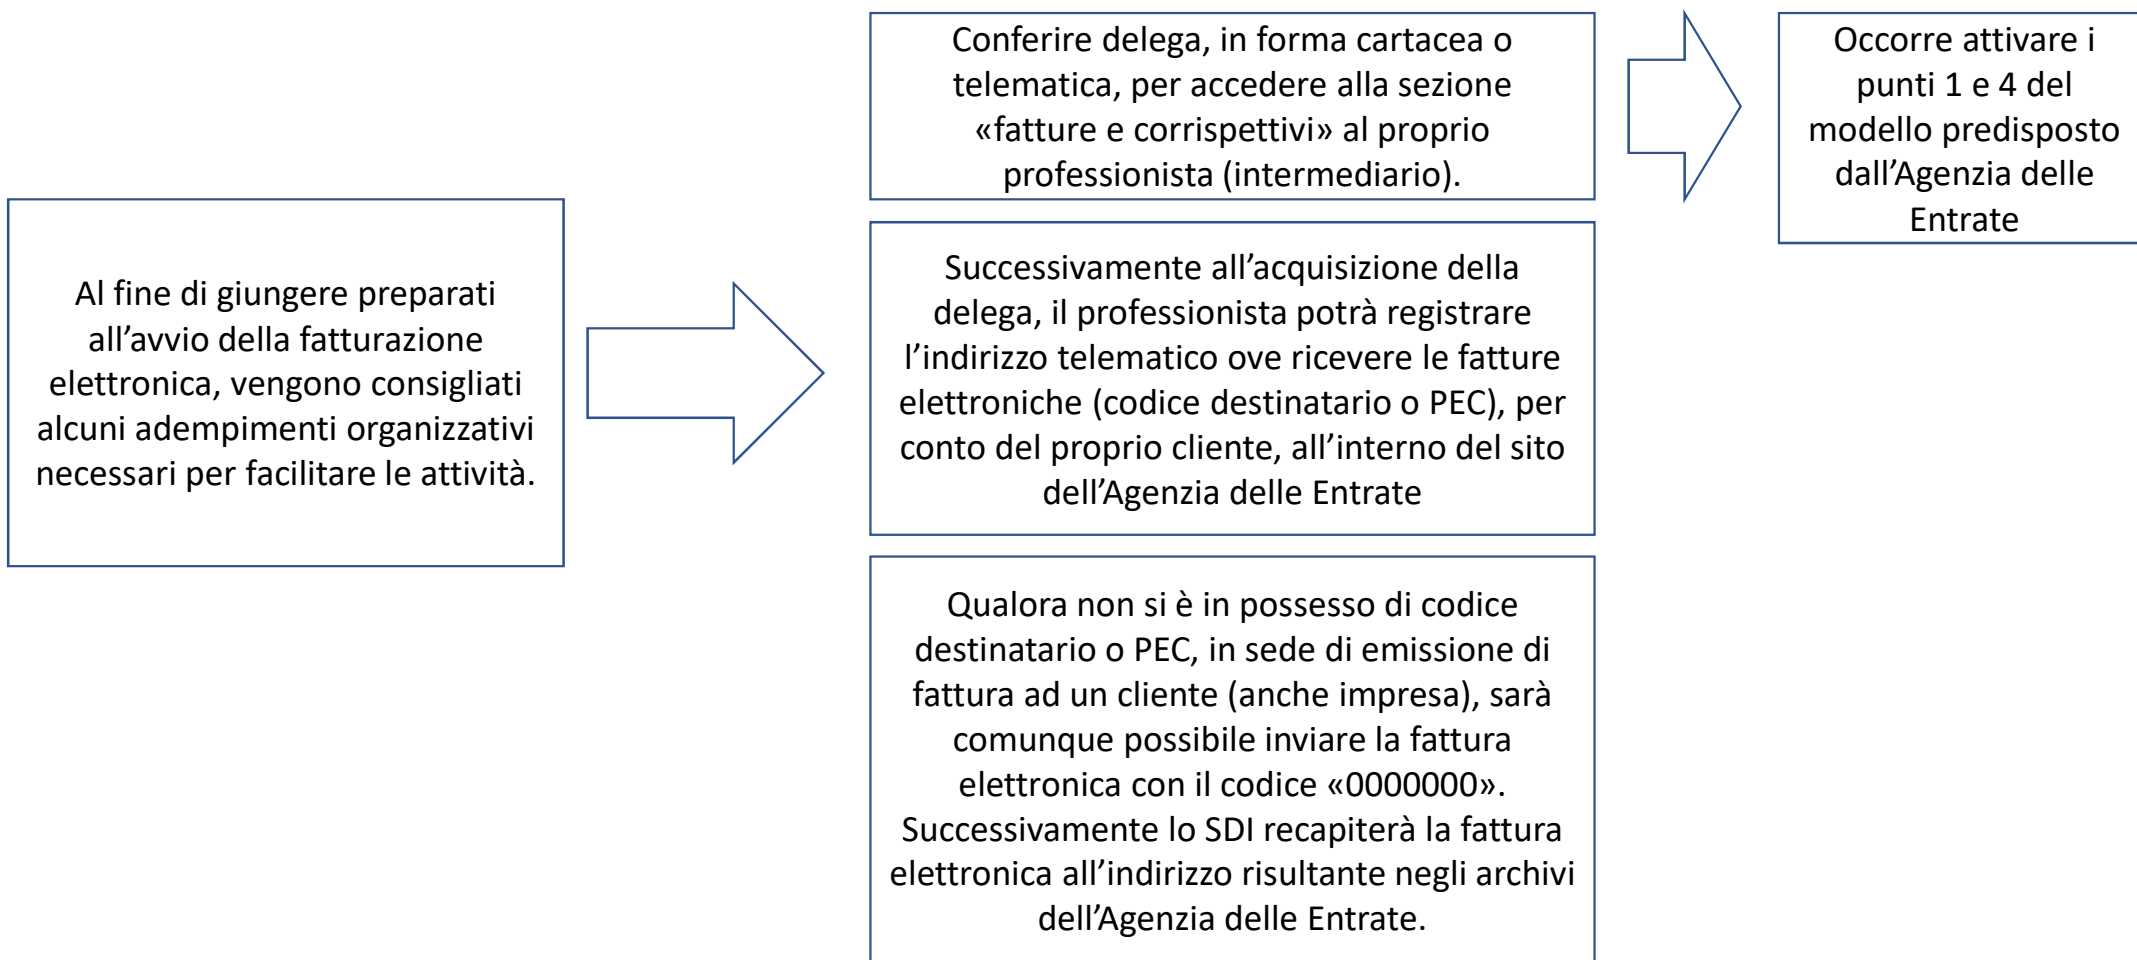 Al fine di giungere preparati
all’avvio della fatturazione
elettronica, vengono consigliati
alcuni adempimenti organizzativi
necessari per facilitare le attività.
Conferire delega, in forma cartacea o
telematica, per accedere alla sezione
«fatture e corrispettivi» al proprio
professionista (intermediario).
Occorre attivare i
punti 1 e 4 del
modello predisposto
dall’Agenzia delle
Entrate
Successivamente all’acquisizione della
delega, il professionista potrà registrare
l’indirizzo telematico ove ricevere le fatture
elettroniche (codice destinatario o PEC), per
conto del proprio cliente, all’interno del sito
dell’Agenzia delle Entrate
Qualora non si è in possesso di codice
destinatario o PEC, in sede di emissione di
fattura ad un cliente (anche impresa), sarà
comunque possibile inviare la fattura
elettronica con il codice «0000000».
Successivamente lo SDI recapiterà la fattura
elettronica all’indirizzo risultante negli archivi
dell’Agenzia delle Entrate.